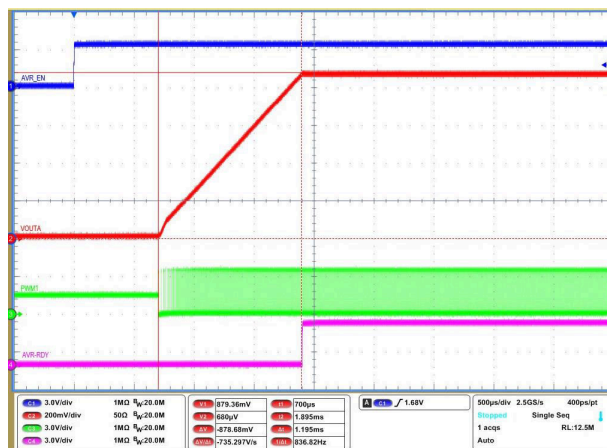 AVR_EN
1
VOUTA
2
PWM1
3
AVR-RDY
4
C1 3.0V/div 1MΩ BW:20.0M
C2 200mV/div 50Ω BW:20.0M
C3 3.0V/div 1MΩ BW:20.0M
C4 3.0V/div 1MΩ BW:20.0M
V1 879.36mV
V2 680μV
ΔV -878.68mV
ΔV/Δt -735.297V/s
t1 700μs
t2 1.895ms
Δt 1.195ms
1/Δt 836.82Hz
A C1 1.68V
500μs/div 2.5GS/s 400ps/pt
Stopped Single Seq
1 acqs RL:12.5M
Auto